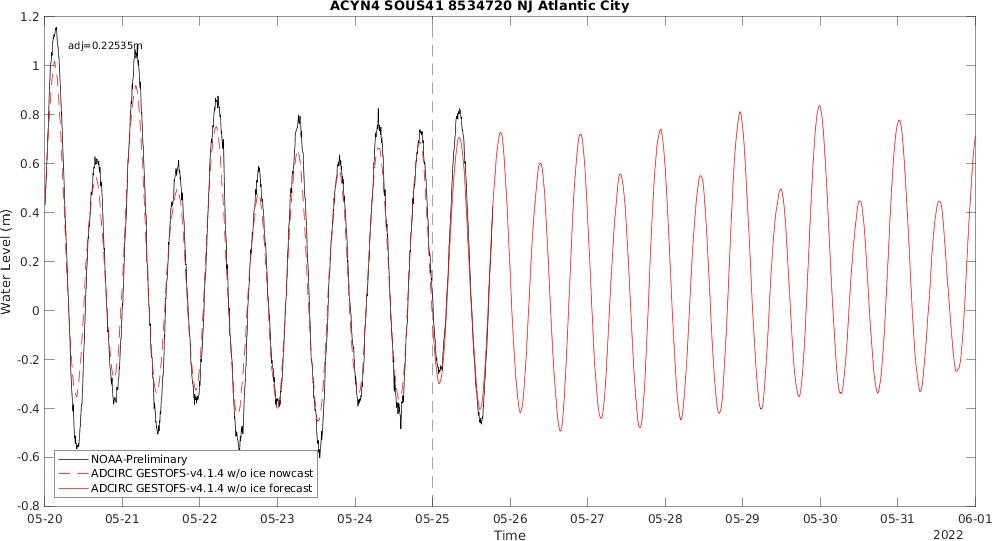 ACYN4 SOUS41 8534720 NJ Atlantic City
adj=0.22535m
Water Level (m)
1.2
1
0.8
0.6
0.4
0.2
0
-0.2
-0.4
-0.6
-0.8
NOAA-Preliminary
ADCIRC GESTOFS-v4.1.4 w/o ice nowcast
ADCIRC GESTOFS-v4.1.4 w/o ice forecast
05-20 05-21 05-22 05-23 05-24 05-25 05-26 05-27 05-28 05-29 05-30 05-31 06-01
Time
2022